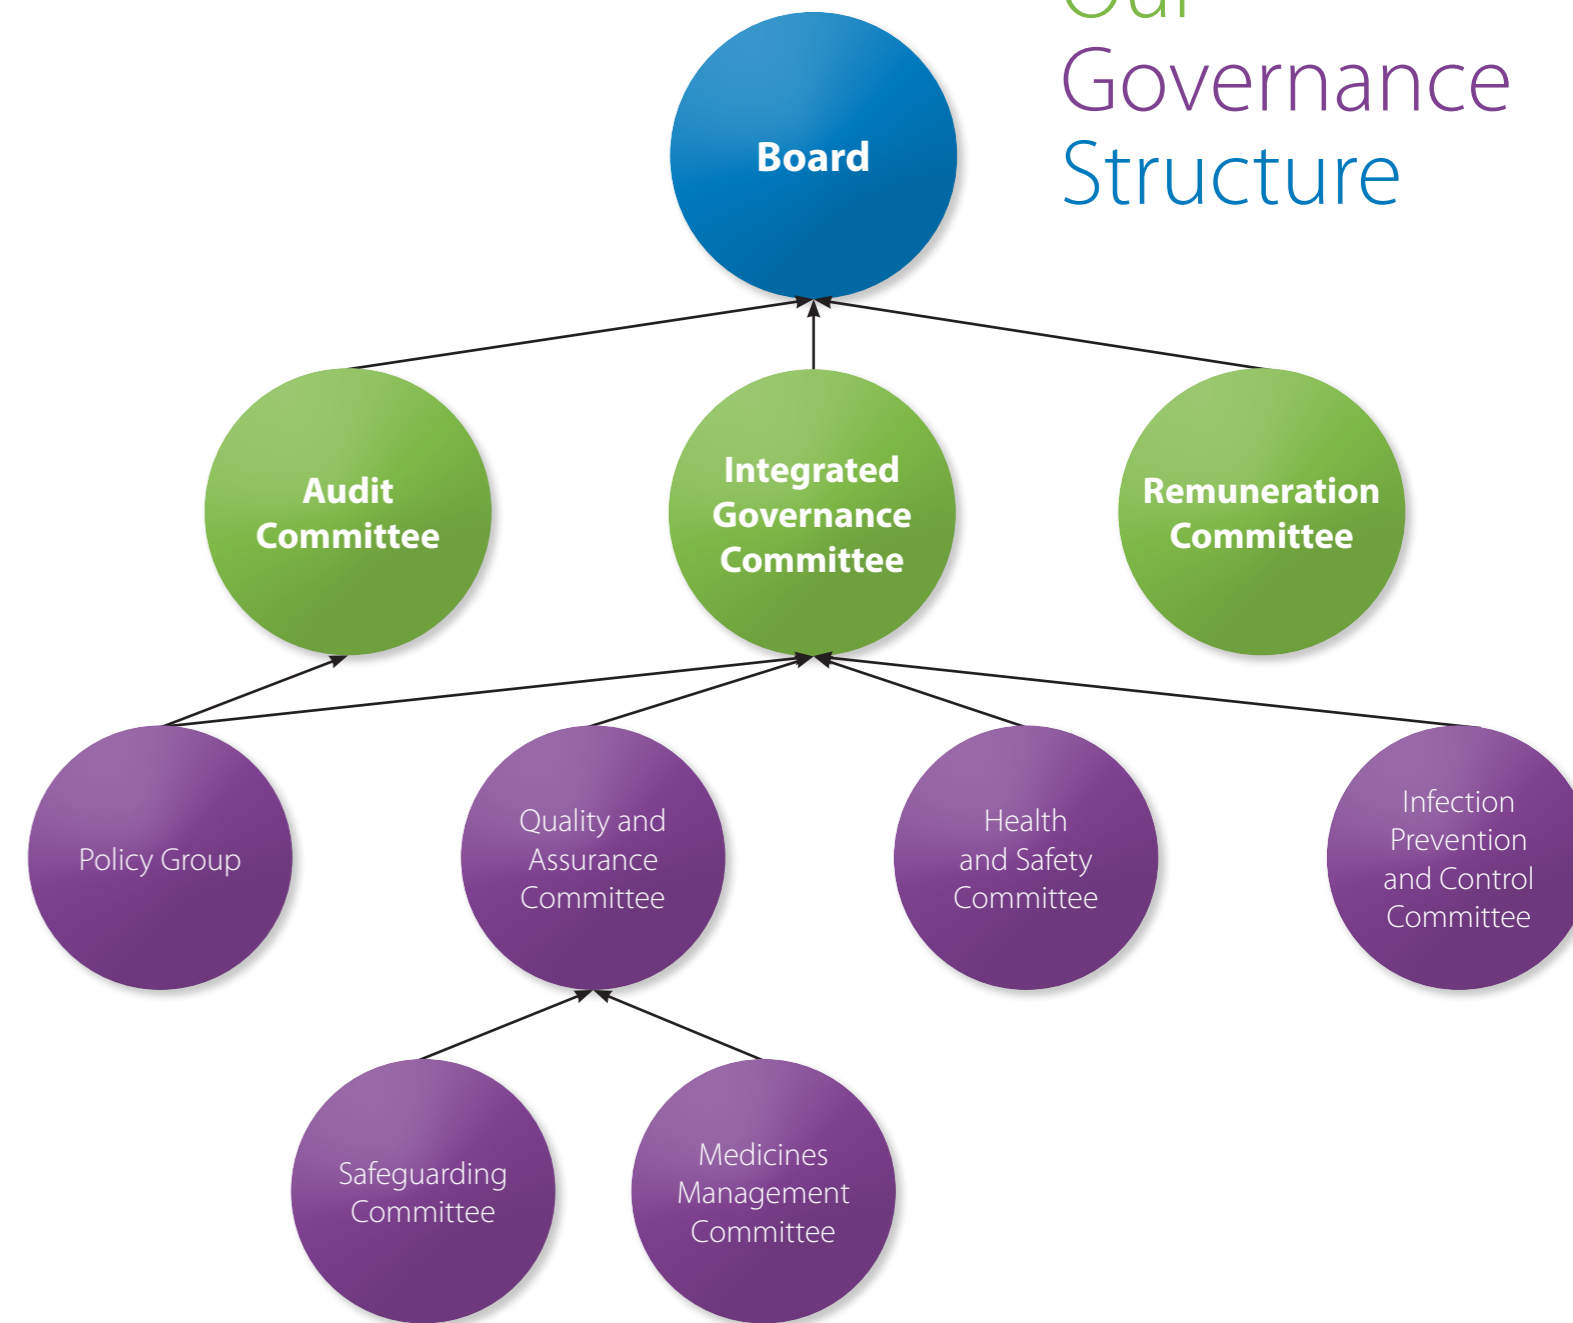 Our
Governance
Structure
Board
Audit
Committee
Integrated
Governance
Committee
Remuneration
Committee
Policy Group
Quality and
Assurance
Committee
Health
and Safety
Committee
Infection
Prevention
and Control
Committee
Safeguarding
Committee
Medicines
Management
Committee